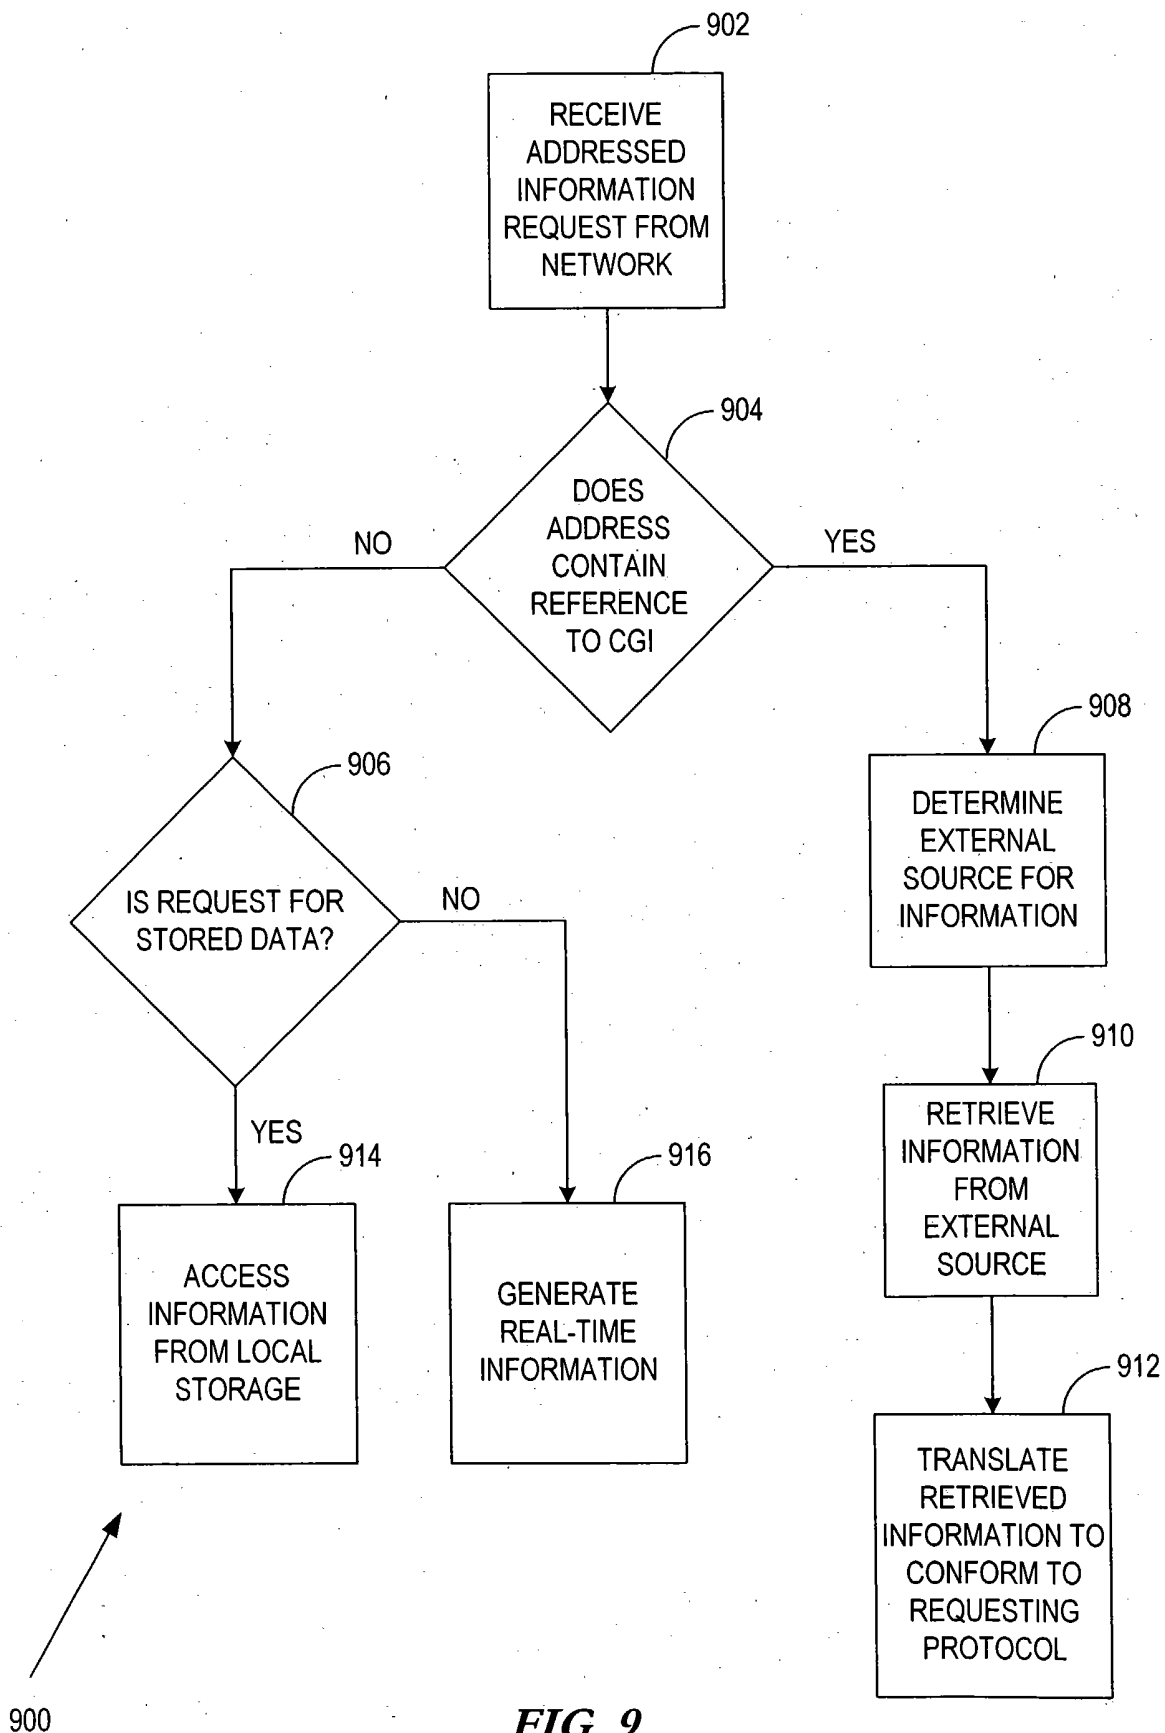 902
RECEIVE
ADDRESSED
INFORMATION
REQUEST FROM
NETWORK
904
DOES
ADDRESS
CONTAIN
REFERENCE
TO CGI
NO
YES
906
IS REQUEST FOR
STORED DATA?
NO
YES
908
DETERMINE
EXTERNAL
SOURCE FOR
INFORMATION
910
RETRIEVE
INFORMATION
FROM
EXTERNAL
SOURCE
914
ACCESS
INFORMATION
FROM LOCAL
STORAGE
916
GENERATE
REAL-TIME
INFORMATION
912
TRANSLATE
RETRIEVED
INFORMATION TO
CONFORM TO
REQUESTING
PROTOCOL
900
FIG. 9